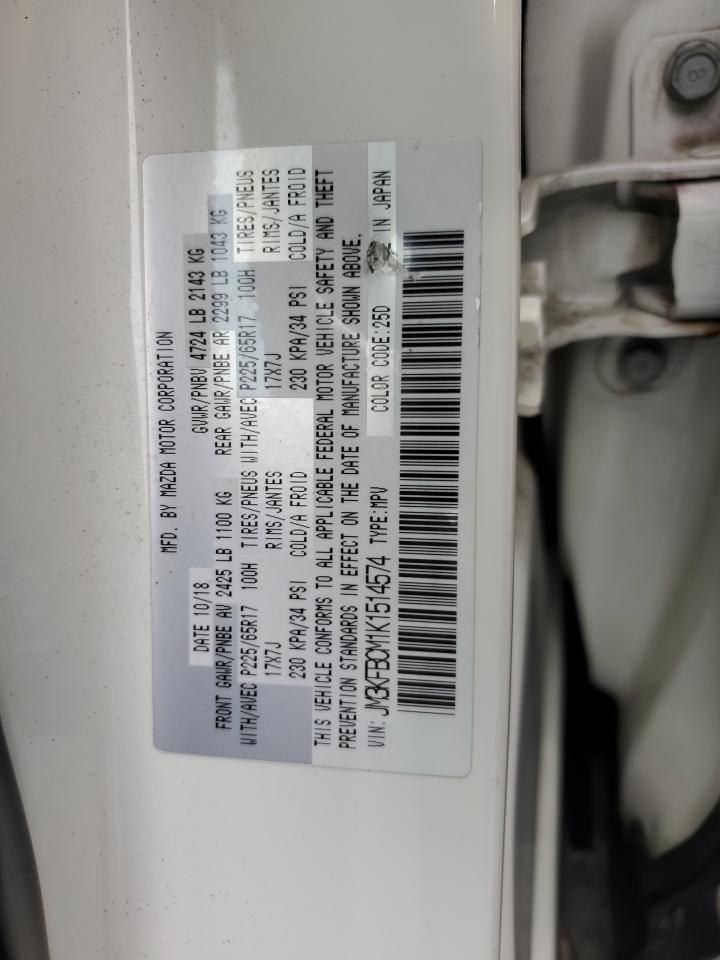 MFD. BY MAZDA MOTOR CORPORATION
DATE 10/18 GVWR/PNBV 4724 LB 2143 KG
FRONT GAWR/PNBE AV 2425 LB 1100 KG REAR GAWR/PNBE AR 2299 LB 1043 KG
WITH/AVEC P225/65R17 100H TIRES/PNEUS WITH/AVEC P225/65R17 100H TIRES/PNEUS
17X7J RIMS/JANTES 17X7J RIMS/JANTES
230 KPA/34 PSI COLD/A FROID 230 KPA/34 PSI COLD/A FROID
THIS VEHICLE CONFORMS TO ALL APPLICABLE FEDERAL MOTOR VEHICLE SAFETY AND THEFT
PREVENTION STANDARDS IN EFFECT ON THE DATE OF MANUFACTURE SHOWN ABOVE.
VIN: JM3KFBCM1K1514574 TYPE:MPV COLOR CODE:25D IN JAPAN
8